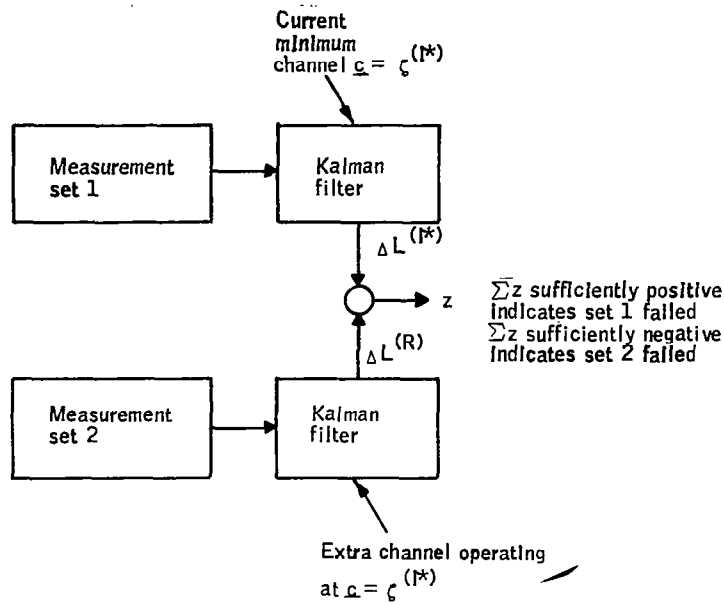 Current
minimum
channel c = ζ(i*)
Measurement
set 1
Kalman
filter
ΔL(i*)
z
Σz sufficiently positive
indicates set 1 failed
Σz sufficiently negative
indicates set 2 failed
ΔL(R)
Measurement
set 2
Kalman
filter
Extra channel operating
at c = ζ(i*)